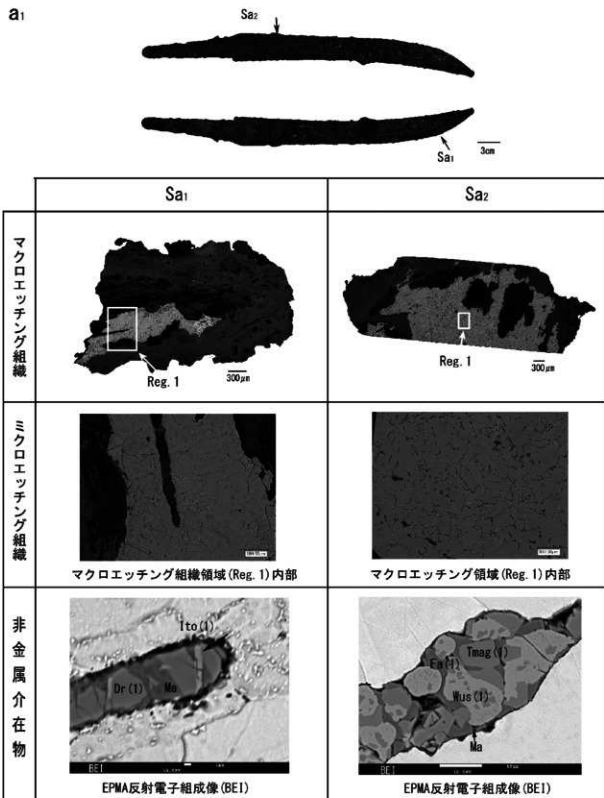 a1
Sa2
Sa1
3cm
Sa1
Sa2
マクロエッチング組織
Reg. 1
300μm
Reg. 1
300μm
ミクロエッチング組織
マクロエッチング組織領域(Reg. 1)内部
マクロエッチング領域(Reg. 1)内部
非金属介在物
Ito(1)
Dr(1)
Ma
BEI
Tmag(1)
Fa(1)
Wus(1)
Ma
BEI
EPMA反射電子組成像(BEI)
EPMA反射電子組成像(BEI)